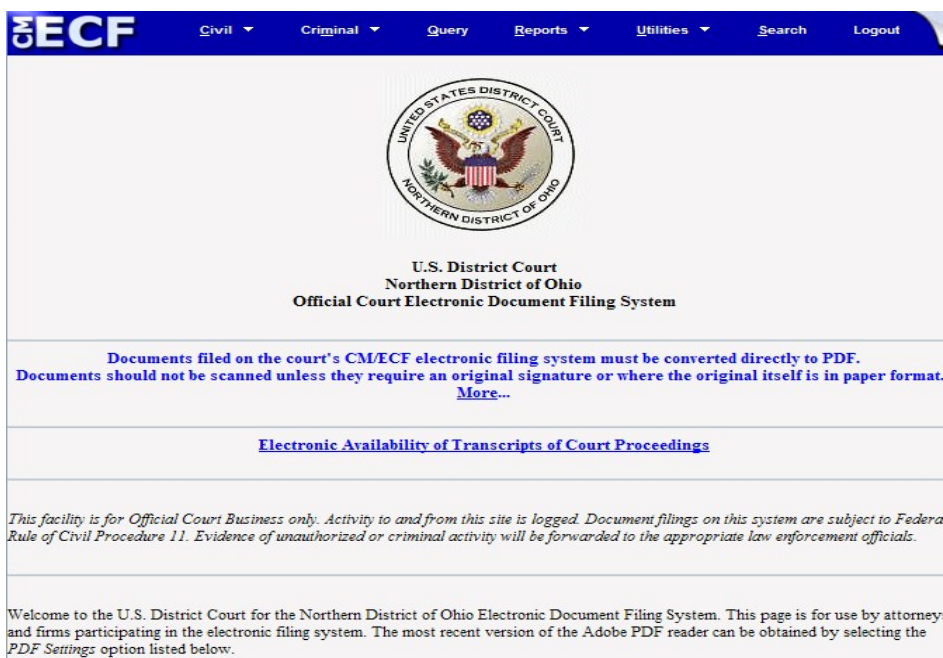 CM ECF Civil Criminal Query Reports Utilities Search Logout
UNITED STATES DISTRICT COURT
NORTHERN DISTRICT OF OHIO
U.S. District Court
Northern District of Ohio
Official Court Electronic Document Filing System
Documents filed on the court's CM/ECF electronic filing system must be converted directly to PDF.
Documents should not be scanned unless they require an original signature or where the original itself is in paper format.
More...
Electronic Availability of Transcripts of Court Proceedings
This facility is for Official Court Business only. Activity to and from this site is logged. Document filings on this system are subject to Federa
Rule of Civil Procedure 11. Evidence of unauthorized or criminal activity will be forwarded to the appropriate law enforcement officials.
Welcome to the U.S. District Court for the Northern District of Ohio Electronic Document Filing System. This page is for use by attorney
and firms participating in the electronic filing system. The most recent version of the Adobe PDF reader can be obtained by selecting the
PDF Settings option listed below.